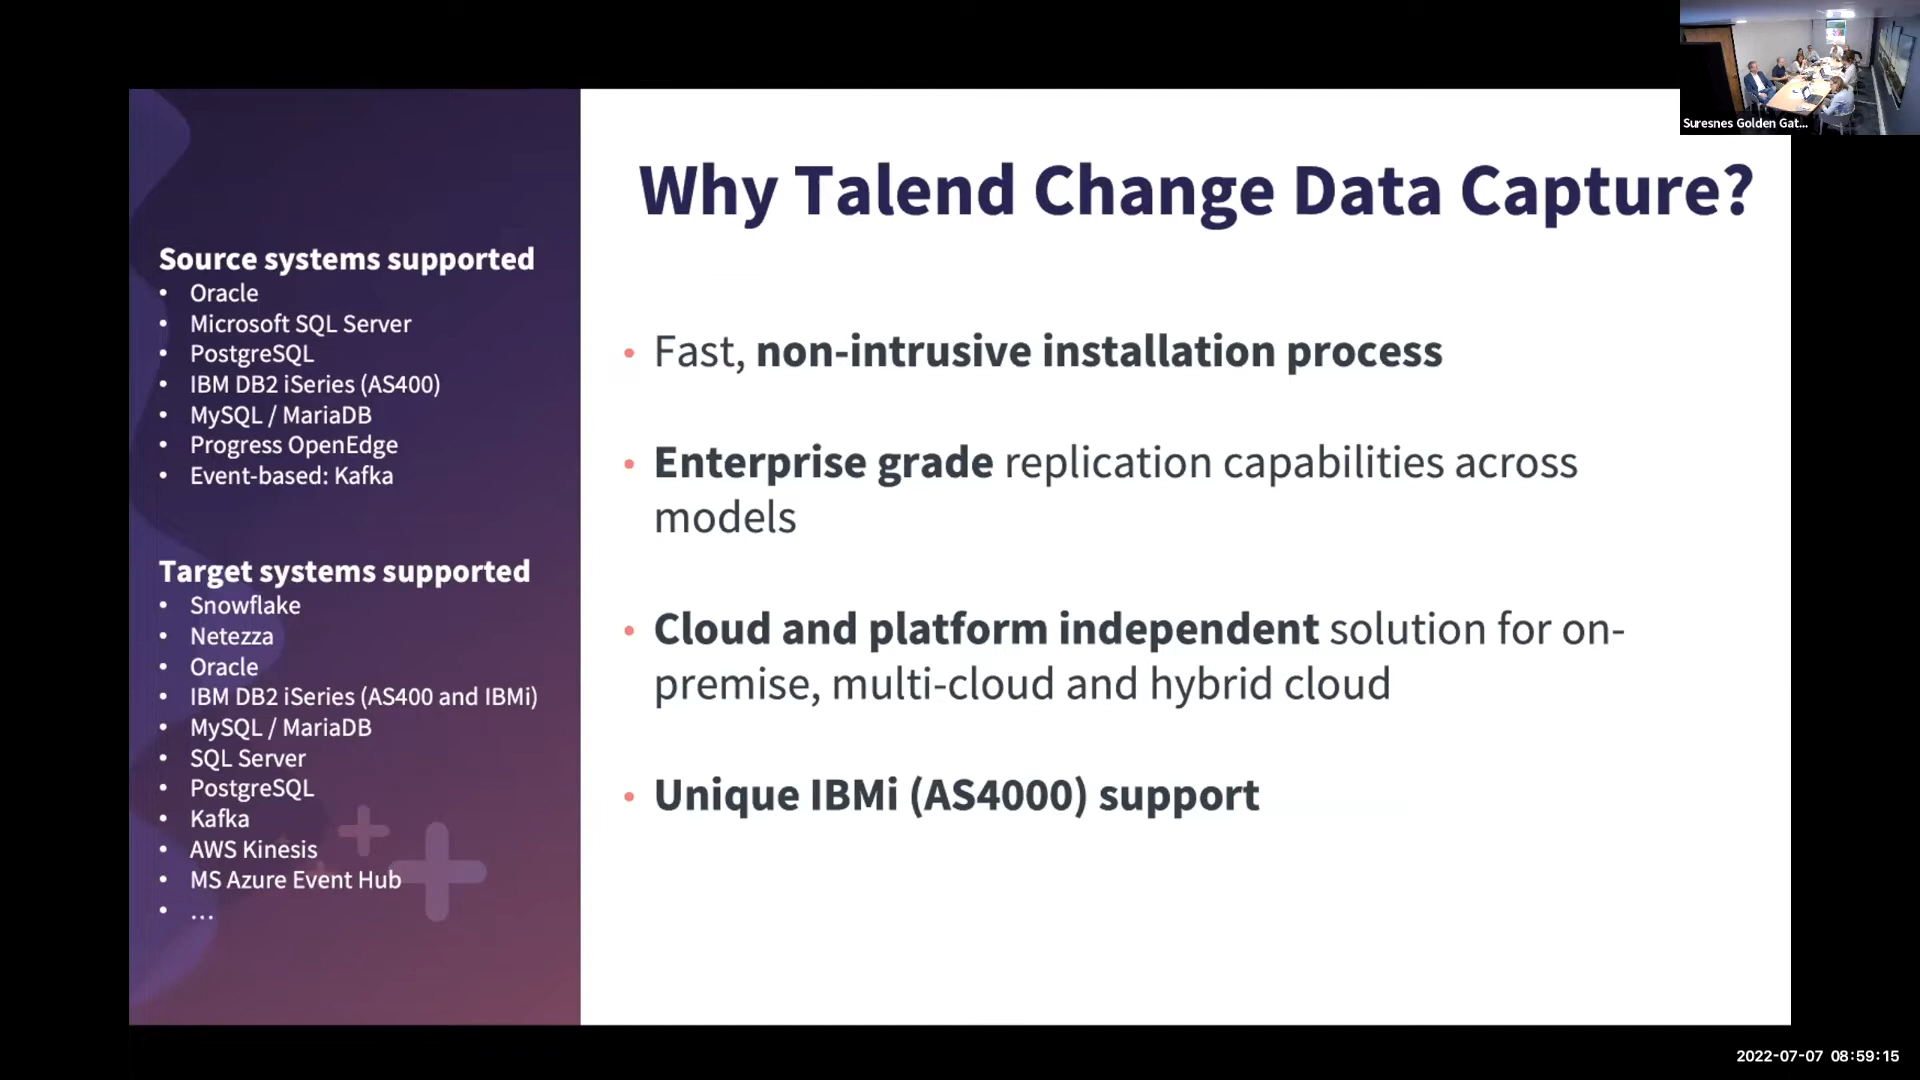 Suresnes Golden Gat...
Why Talend Change Data Capture?
Source systems supported
• Oracle
• Microsoft SQL Server
• PostgreSQL
• IBM DB2 iSeries (AS400)
• MySQL / MariaDB
• Progress OpenEdge
• Event-based: Kafka
Target systems supported
• Snowflake
• Netezza
• Oracle
• IBM DB2 iSeries (AS400 and IBMi)
• MySQL / MariaDB
• SQL Server
• PostgreSQL
• Kafka
• AWS Kinesis
• MS Azure Event Hub
• ...
• Fast, non-intrusive installation process
• Enterprise grade replication capabilities across
models
• Cloud and platform independent solution for on-
premise, multi-cloud and hybrid cloud
• Unique IBMi (AS4000) support
2022-07-07 08:59:15